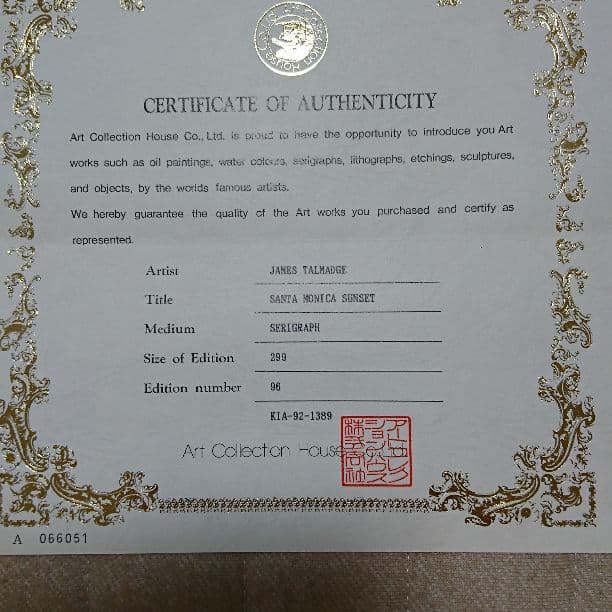 CERTIFICATE OF AUTHENTICITY
Art Collection House Co., Ltd. is proud to have the opportunity to introduce you Art
works such as oil paintings, water colours, serigraphs, lithographs, etchings, sculptures,
and objects, by the worlds famous artists.
We hereby guarantee the quality of the Art works you purchased and certify as
represented.
Artist JAMES TALMADGE
Title SANTA MONICA SUNSET
Medium SERIGRAPH
Size of Edition 299
Edition number 96
KIA-92-1389
Art Collection House Co., Ltd.
A 066051